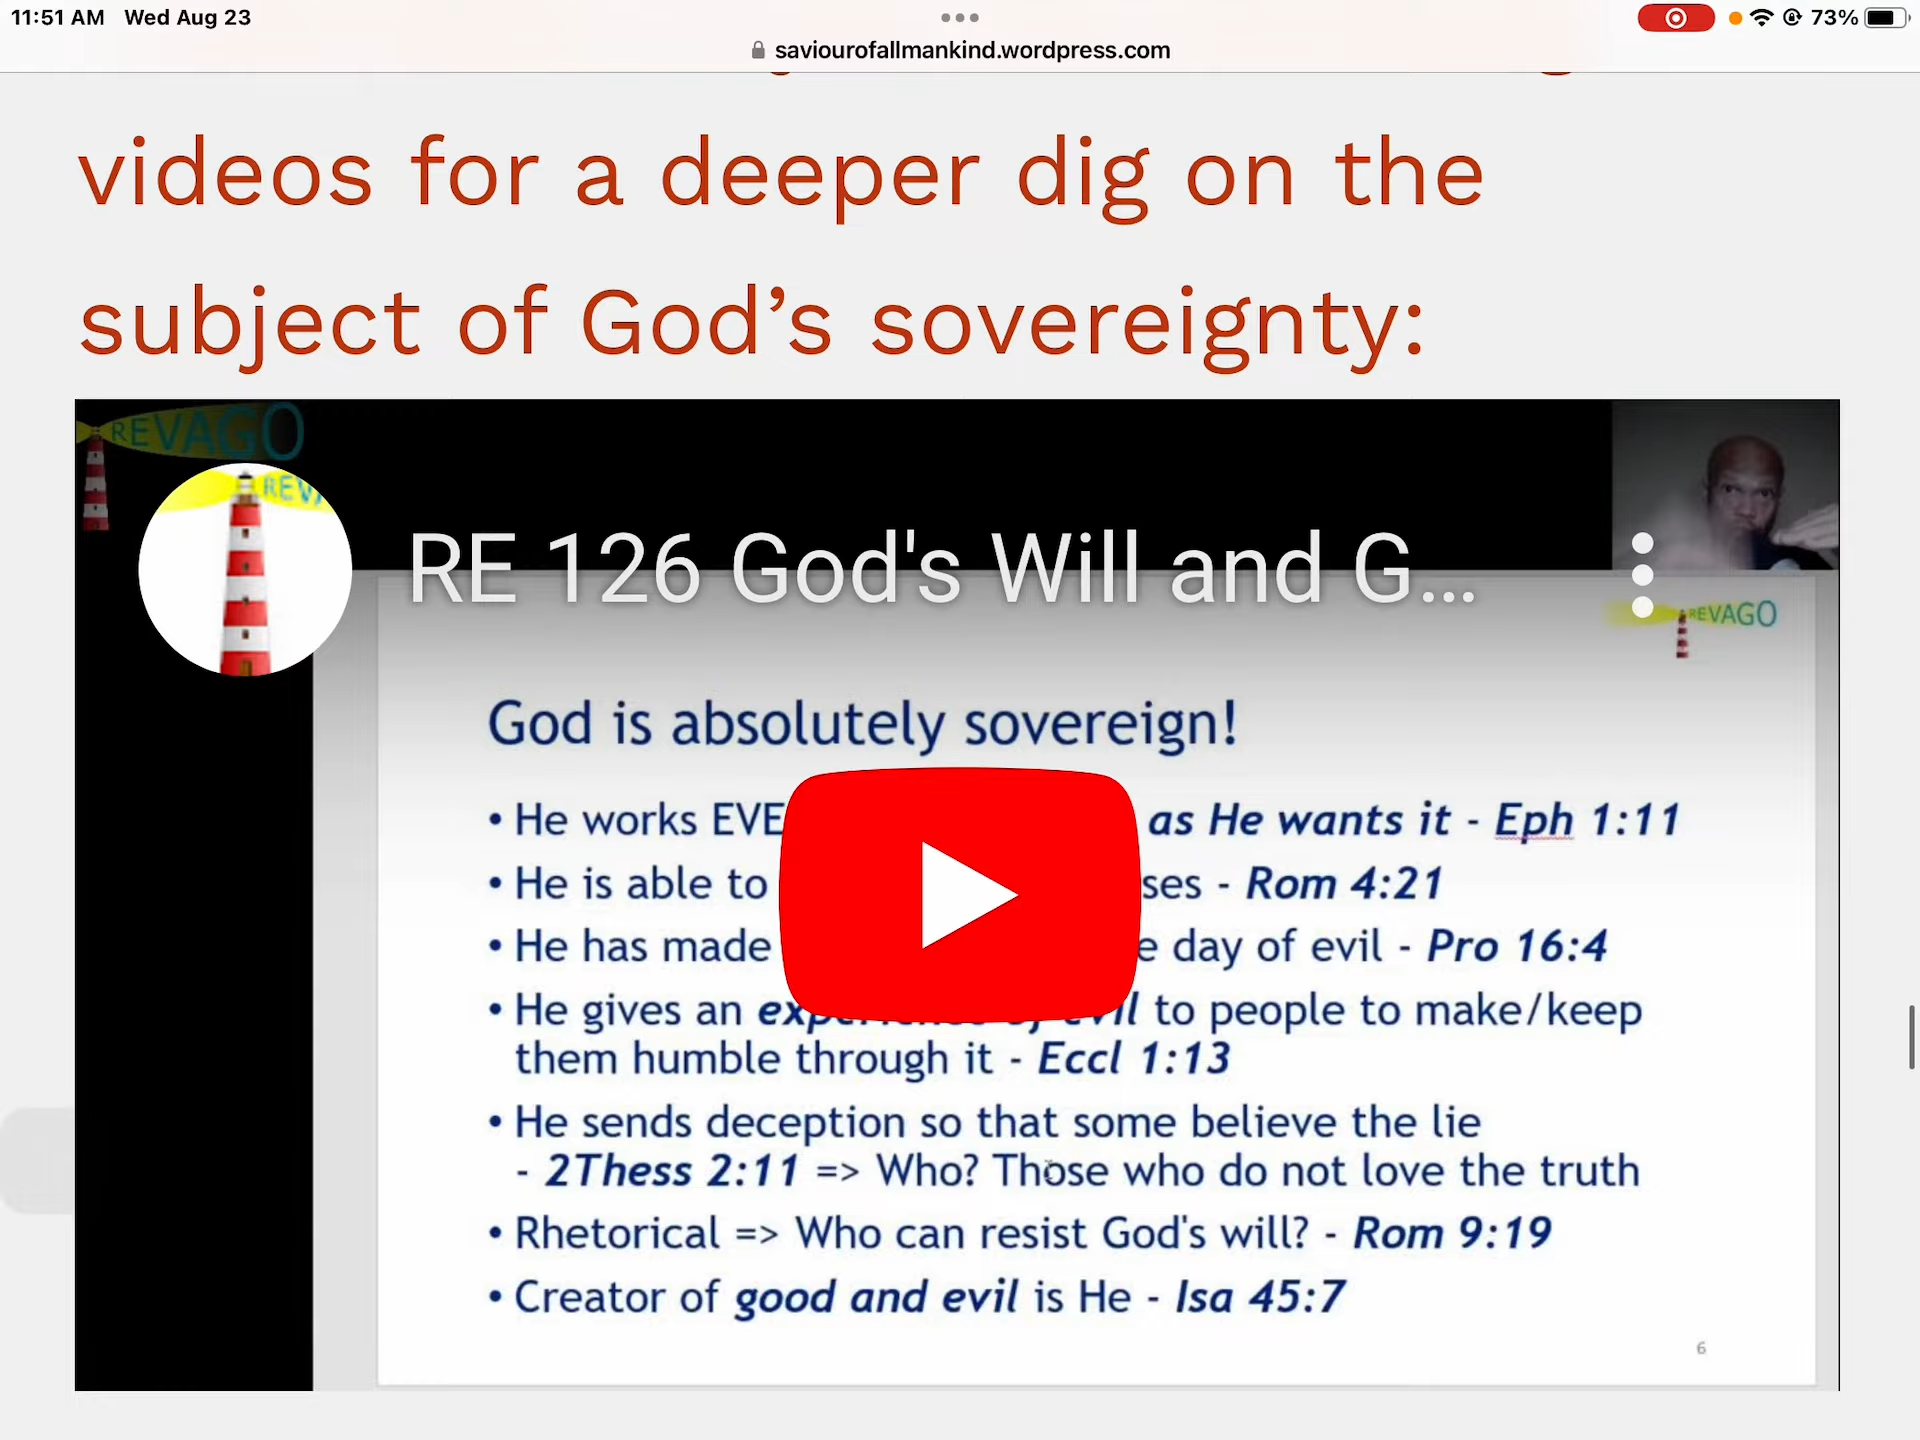 11:51 AM Wed Aug 23
73%
saviourofallmankind.wordpress.com
videos for a deeper dig on the
subject of God’s sovereignty:
REVAGO
REV
RE 126 God's Will and G...
REVAGO
God is absolutely sovereign!
• He works EVE as He wants it - Eph 1:11
• He is able to ses - Rom 4:21
• He has made e day of evil - Pro 16:4
• He gives an experience of evil to people to make/keep
them humble through it - Eccl 1:13
• He sends deception so that some believe the lie
- 2Thess 2:11 => Who? Those who do not love the truth
• Rhetorical => Who can resist God's will? - Rom 9:19
• Creator of good and evil is He - Isa 45:7
6